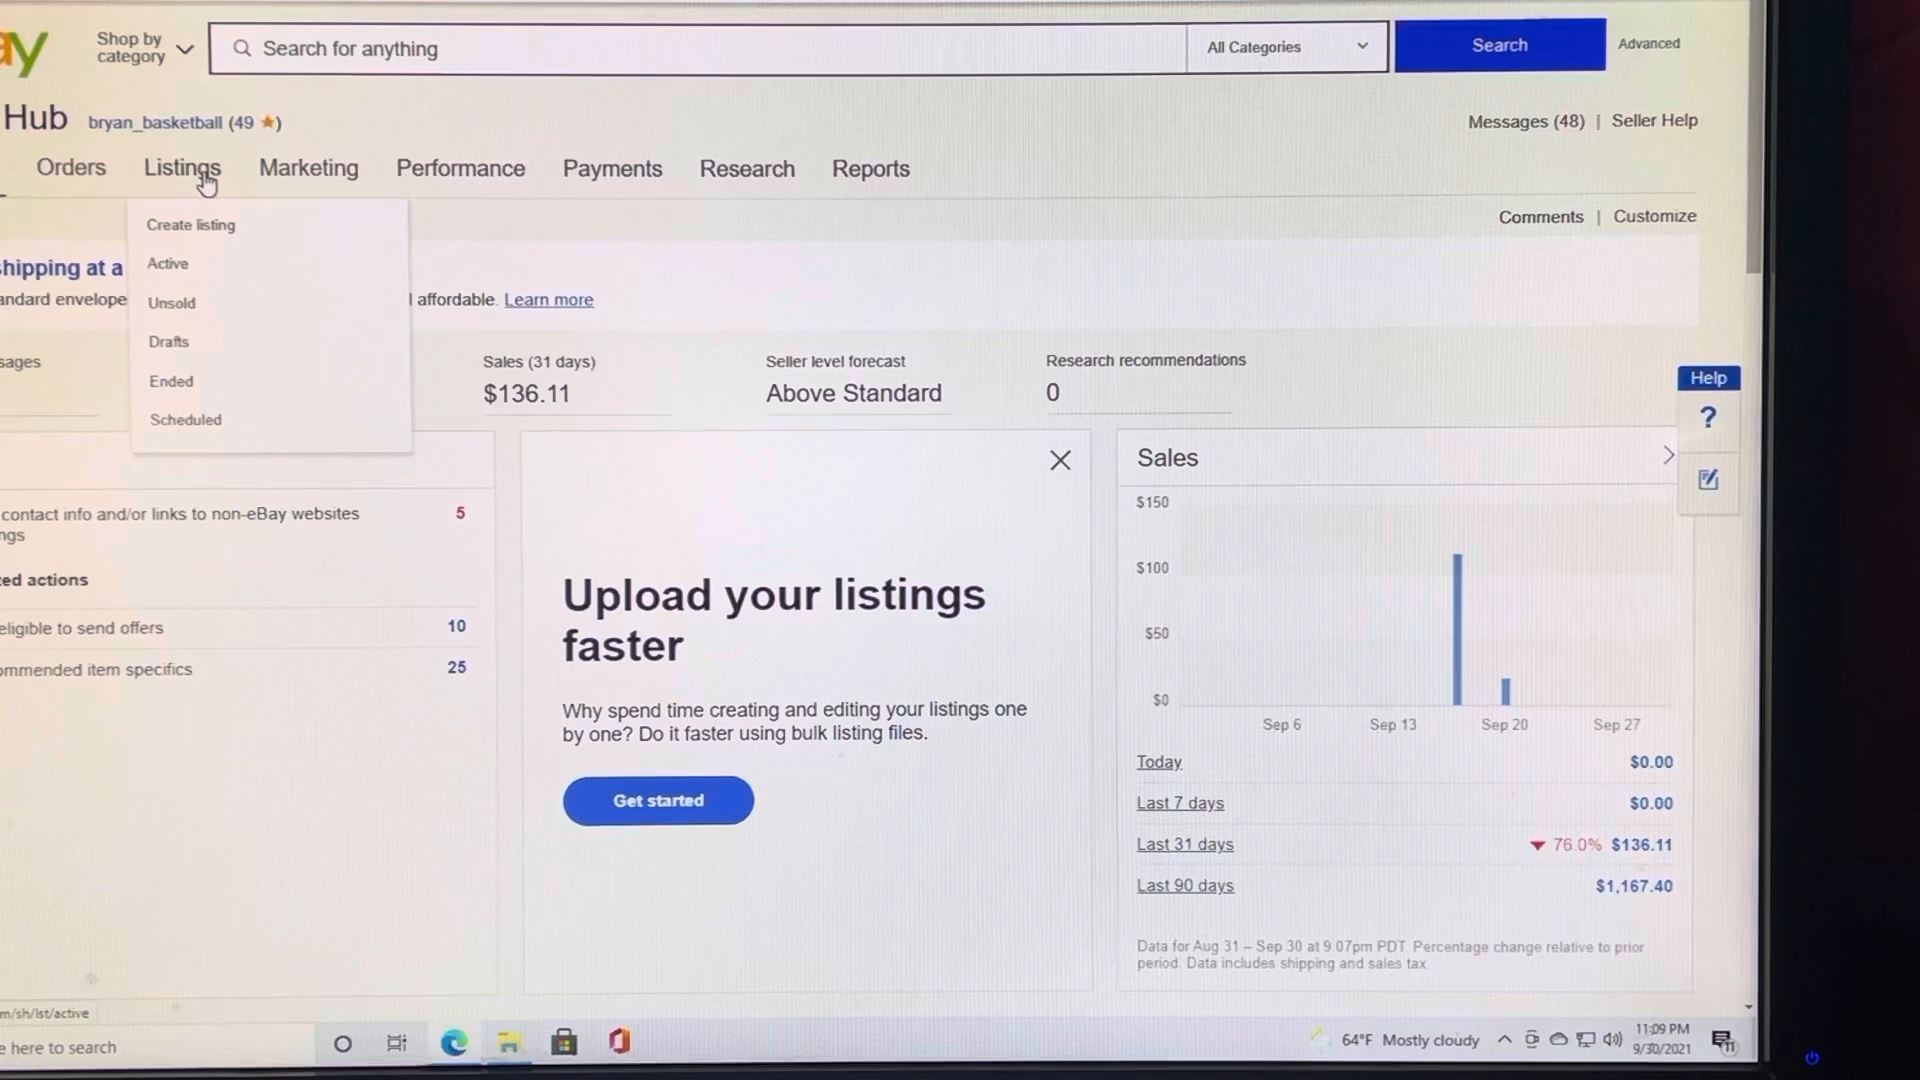 ay
Shop by
category
Search for anything
All Categories
Search
Advanced
Hub bryan_basketball (49 ★)
Messages (48) | Seller Help
Orders Listings Marketing Performance Payments Research Reports
Comments | Customize
Create listing
Active
Unsold
Drafts
Ended
Scheduled
hipping at a
andard envelope
l affordable. Learn more
sages
Sales (31 days)
$136.11
Seller level forecast
Above Standard
Research recommendations
0
Help
?
contact info and/or links to non-eBay websites 5
ngs
ed actions
eligible to send offers 10
ommended item specifics 25
Upload your listings
faster
Why spend time creating and editing your listings one
by one? Do it faster using bulk listing files.
Get started
Sales
$150
$100
$50
$0
Sep 6 Sep 13 Sep 20 Sep 27
Today $0.00
Last 7 days $0.00
Last 31 days ▼ 76.0% $136.11
Last 90 days $1,167.40
Data for Aug 31 – Sep 30 at 9:07pm PDT. Percentage change relative to prior
period. Data includes shipping and sales tax.
m/sh/lst/active
e here to search
64°F Mostly cloudy
11:09 PM
9/30/2021
11